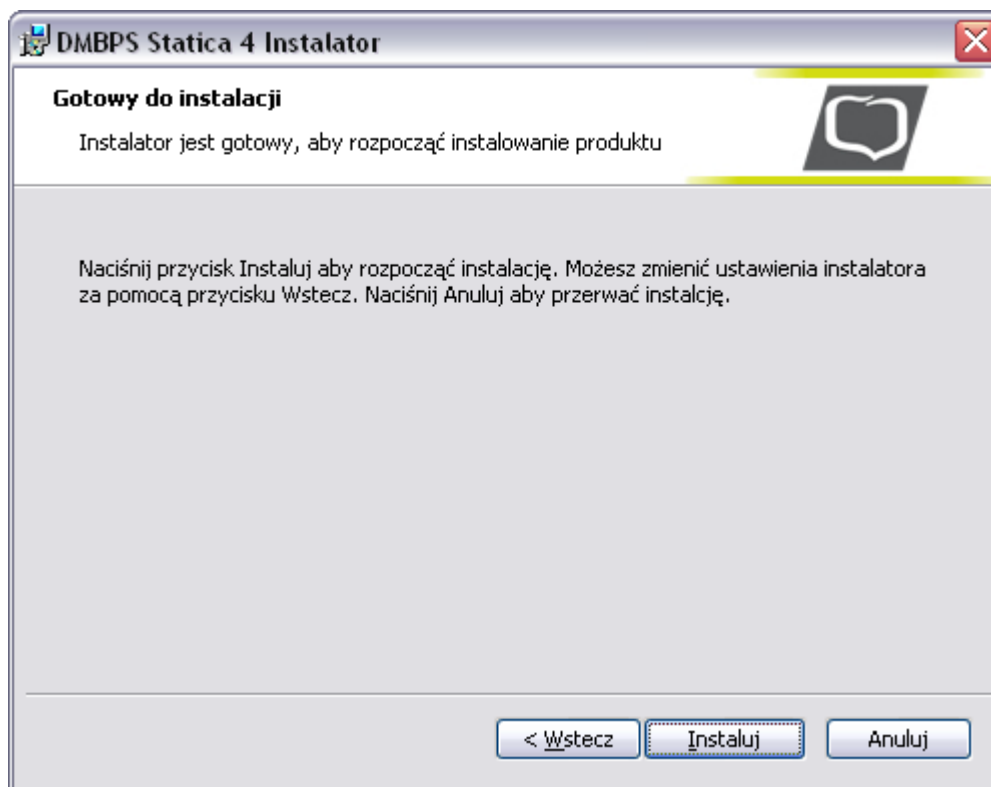 DMBPS Statica 4 Instalator
Gotowy do instalacji
Instalator jest gotowy, aby rozpocząć instalowanie produktu
Naciśnij przycisk Instaluj aby rozpocząć instalację. Możesz zmienić ustawienia instalatora
za pomocą przycisku Wstecz. Naciśnij Anuluj aby przerwać instalcję.
< Wstecz Instaluj Anuluj